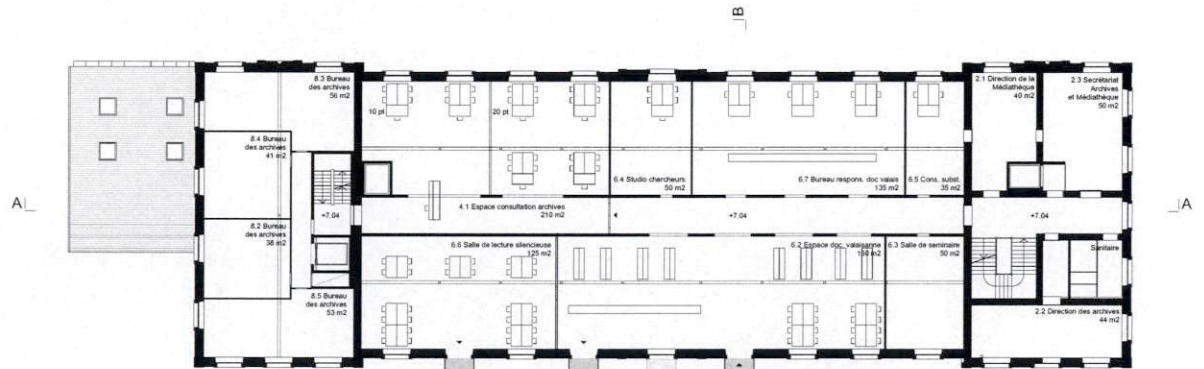 B
8.3 Bureau
des archives
56 m2
2.1 Direction de la
Médiathèque
40 m2
2.3 Secrétariat
Archives
et Médiathèque
50 m2
10 pt
20 pt
8.4 Bureau
des archives
41 m2
6.4 Studio chercheurs
50 m2
6.7 Bureau respons. doc valais
135 m2
6.5 Cons. subst.
35 m2
A
4.1 Espace consultation archives
210 m2
+7.04
+7.04
+7.04
A
8.2 Bureau
des archives
38 m2
6.6 Salle de lecture silencieuse
125 m2
6.2 Espace doc. valaisanne
6.3 Salle de seminaire
50 m2
Sanitaire
8.5 Bureau
des archives
53 m2
2.2 Direction des archives
44 m2